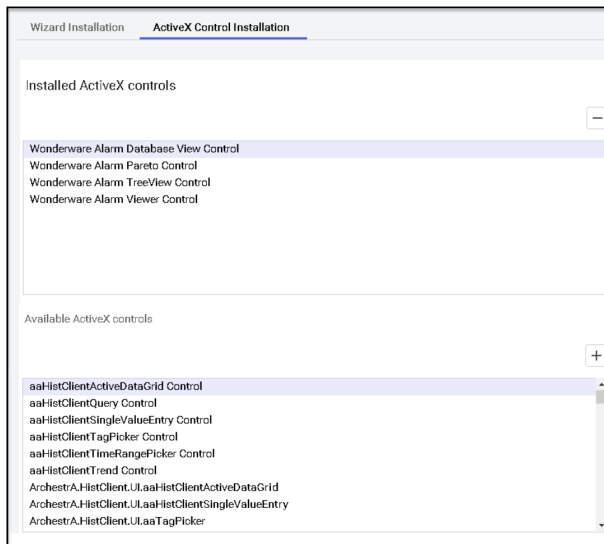 Wizard Installation
ActiveX Control Installation
Installed ActiveX controls
Wonderware Alarm Database View Control
Wonderware Alarm Pareto Control
Wonderware Alarm TreeView Control
Wonderware Alarm Viewer Control
Available ActiveX controls
aaHistClientActiveDataGrid Control
aaHistClientQuery Control
aaHistClientSingleValueEntry Control
aaHistClientTagPicker Control
aaHistClientTimeRangePicker Control
aaHistClientTrend Control
ArchestrA.HistClient.UI.aaHistClientActiveDataGrid
ArchestrA.HistClient.UI.aaHistClientSingleValueEntry
ArchestrA.HistClient.UI.aaTagPicker